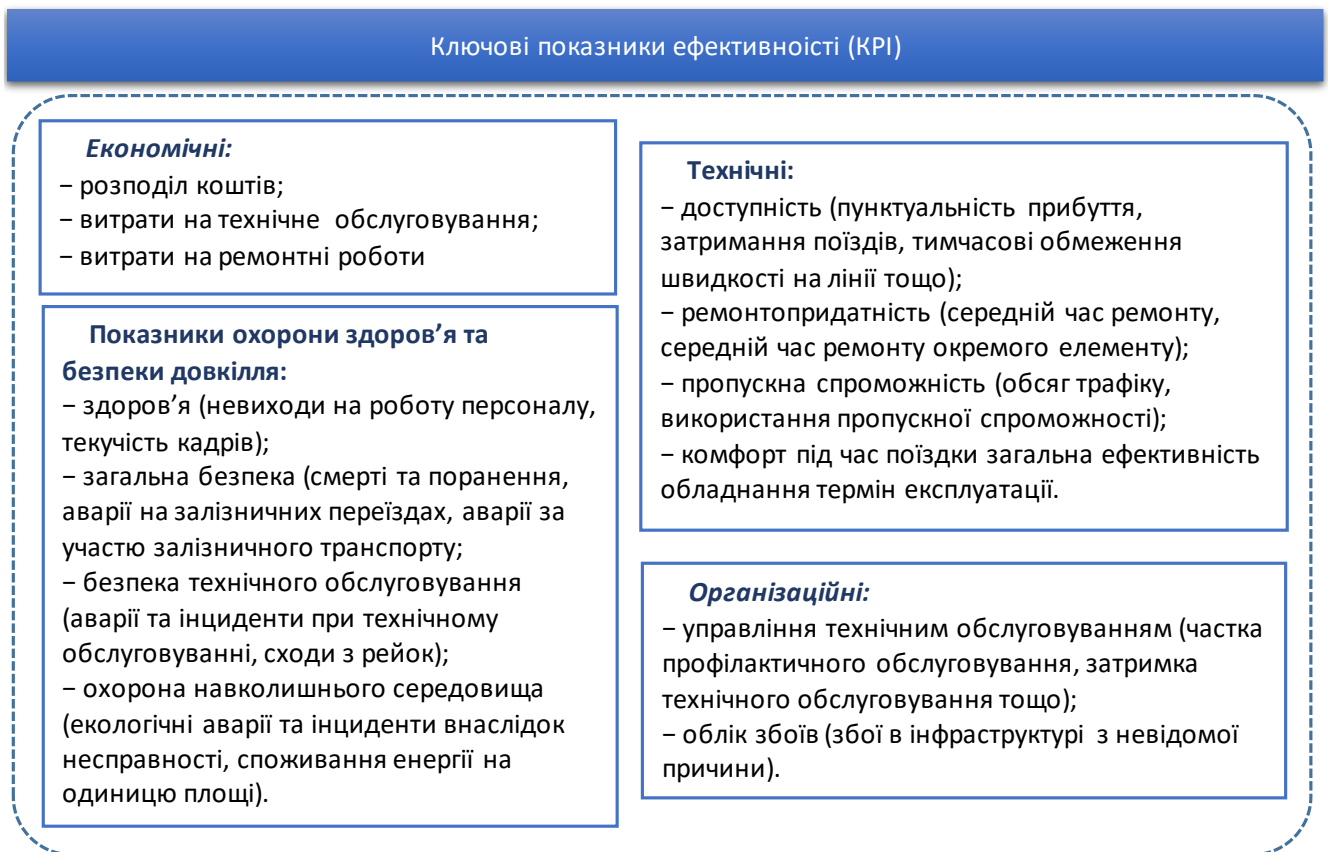 Ключові показники ефективноісті (КРІ)
Економічні:
− розподіл коштів;
− витрати на технічне обслуговування;
− витрати на ремонтні роботи
Показники охорони здоров’я та
безпеки довкілля:
− здоров’я (невиходи на роботу персоналу,
текучість кадрів);
− загальна безпека (смерті та поранення,
аварії на залізничних переїздах, аварії за
участю залізничного транспорту;
− безпека технічного обслуговування
(аварії та інциденти при технічному
обслуговуванні, сходи з рейок);
− охорона навколишнього середовища
(екологічні аварії та інциденти внаслідок
несправності, споживання енергії на
одиницю площі).
Технічні:
− доступність (пунктуальність прибуття,
затримання поїздів, тимчасові обмеження
швидкості на лінії тощо);
− ремонтопридатність (середній час ремонту,
середній час ремонту окремого елементу);
− пропускна спроможність (обсяг трафіку,
використання пропускної спроможності);
− комфорт під час поїздки загальна ефективність
обладнання термін експлуатації.
Організаційні:
− управління технічним обслуговуванням (частка
профілактичного обслуговування, затримка
технічного обслуговування тощо);
− облік збоїв (збої в інфраструктурі з невідомої
причини).